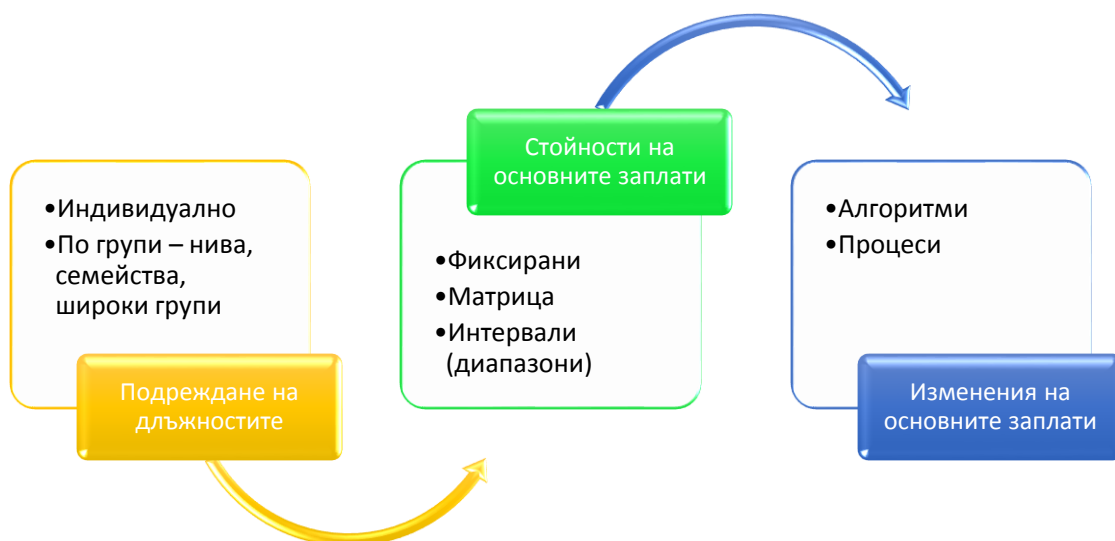 •Индивидуално
•По групи – нива,
семейства,
широки групи
Подреждане на
длъжностите
Стойности на
основните заплати
•Фиксирани
•Матрица
•Интервали
(диапазони)
•Алгоритми
•Процеси
Изменения на
основните заплати